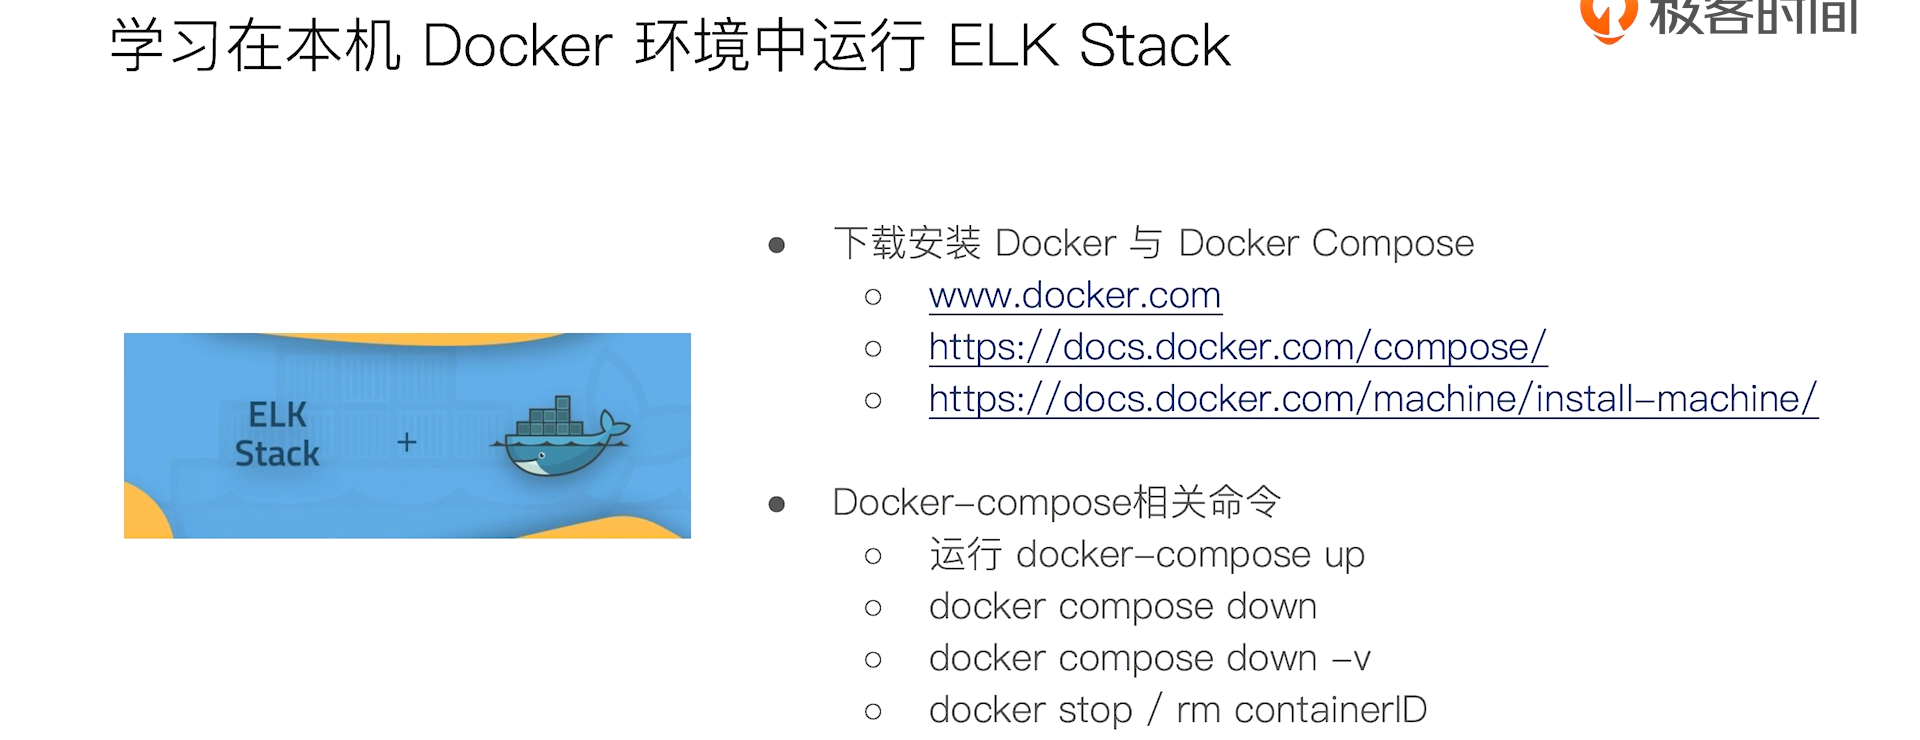 学习在本机 Docker 环境中运行 ELK Stack
极客时间
ELK
Stack
+
● 下载安装 Docker 与 Docker Compose
○ www.docker.com
○ https://docs.docker.com/compose/
○ https://docs.docker.com/machine/install-machine/
● Docker-compose相关命令
○ 运行 docker-compose up
○ docker compose down
○ docker compose down -v
○ docker stop / rm containerID